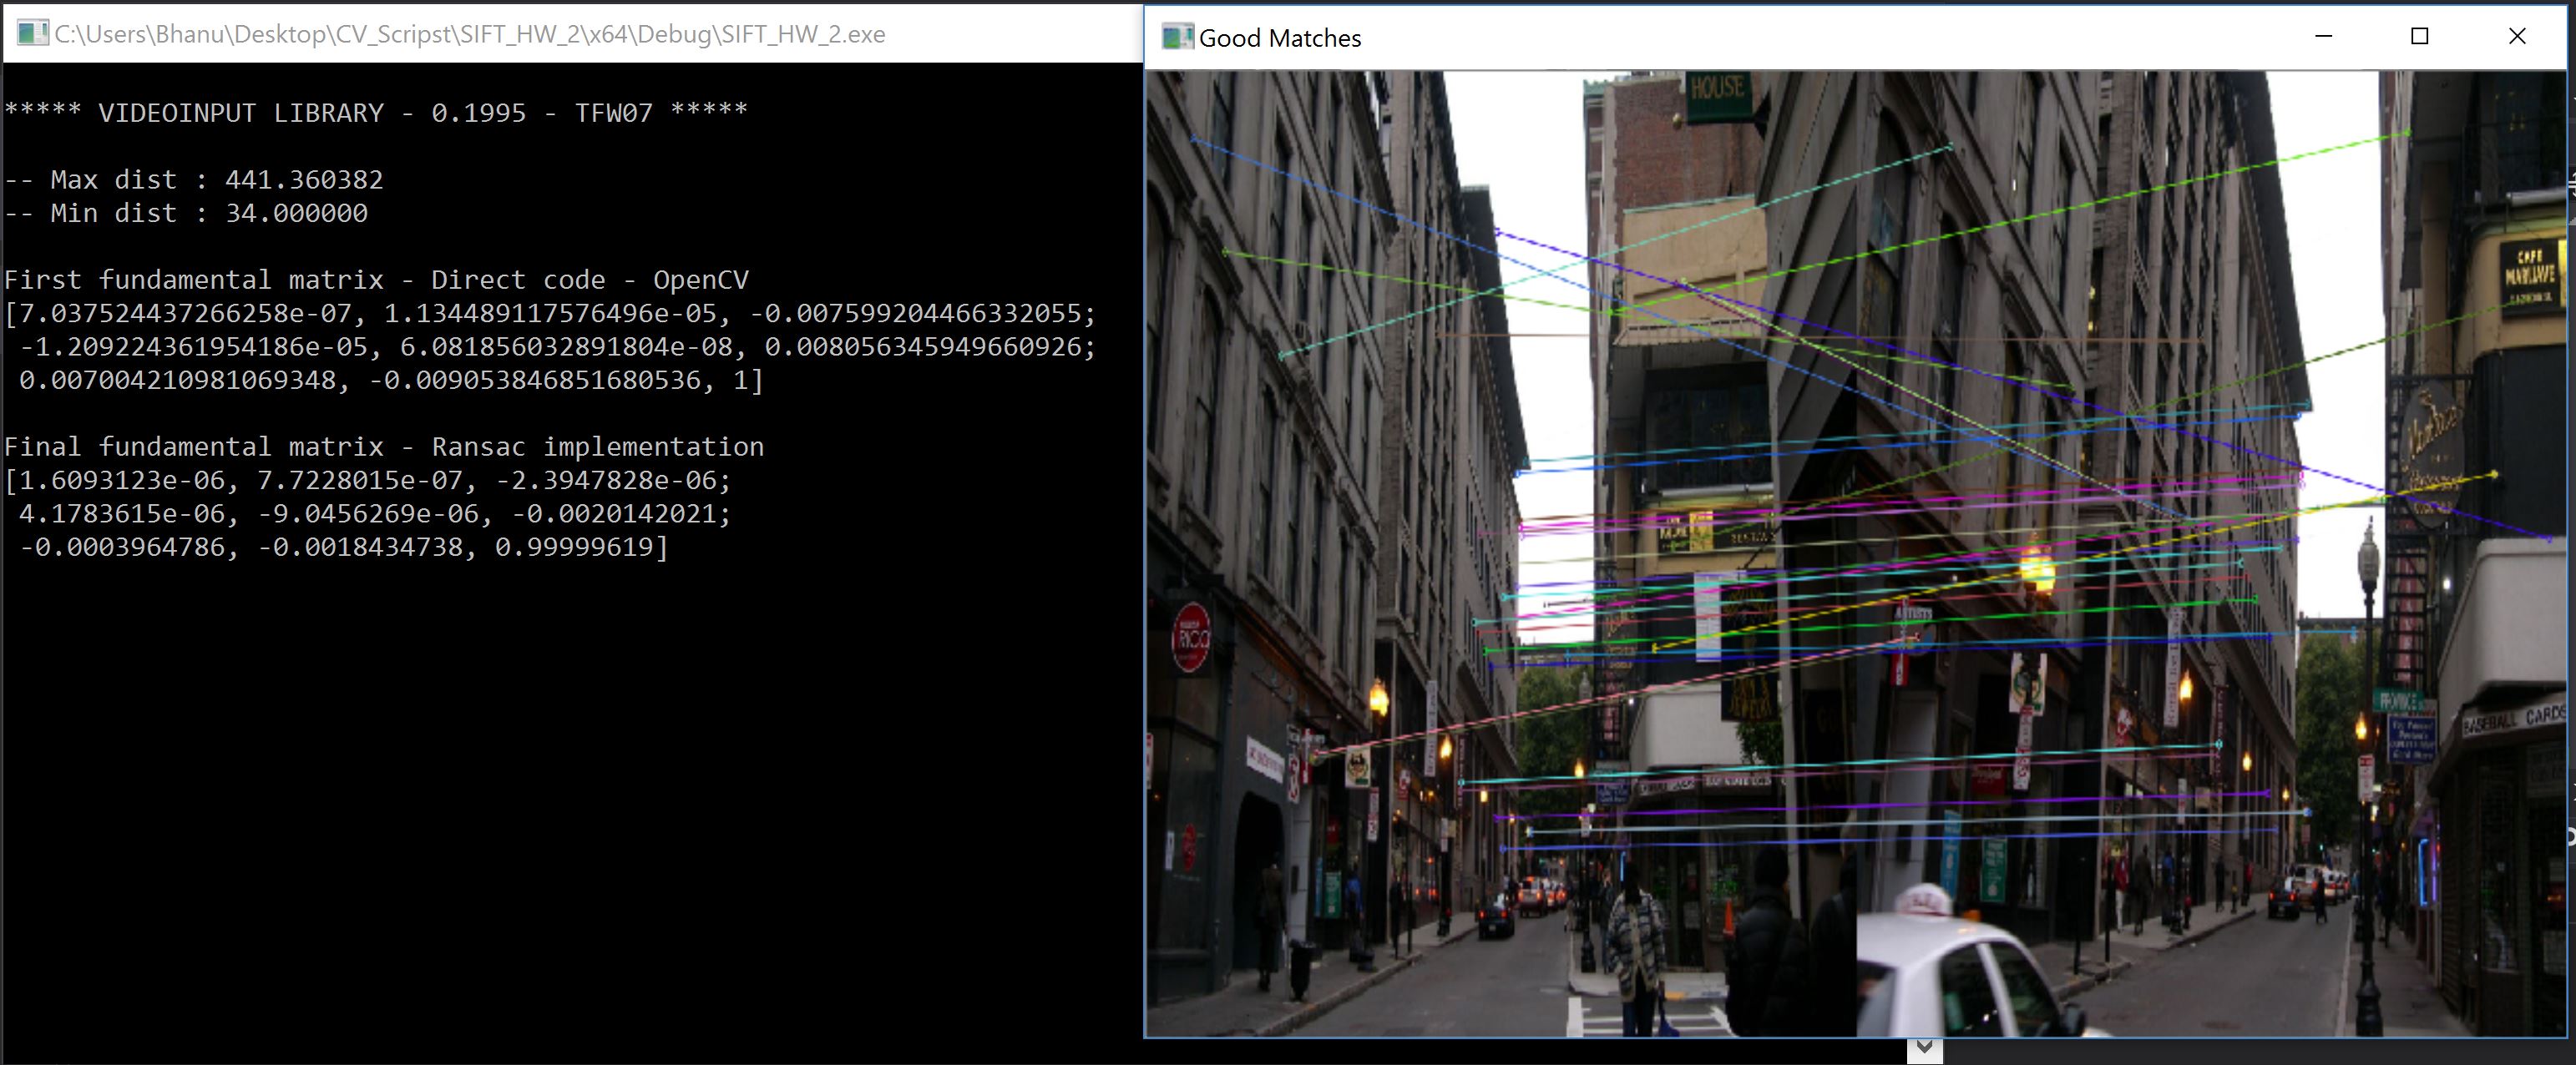 C:\Users\Bhanu\Desktop\CV_Scripst\SIFT_HW_2\x64\Debug\SIFT_HW_2.exe
***** VIDEOINPUT LIBRARY - 0.1995 - TFW07 *****
-- Max dist : 441.360382
-- Min dist : 34.000000
First fundamental matrix - Direct code - OpenCV
[7.037524437266258e-07, 1.134489117576496e-05, -0.007599204466332055;
-1.209224361954186e-05, 6.081856032891804e-08, 0.008056345949660926;
0.007004210981069348, -0.009053846851680536, 1]
Final fundamental matrix - Ransac implementation
[1.6093123e-06, 7.7228015e-07, -2.3947828e-06;
4.1783615e-06, -9.0456269e-06, -0.0020142021;
-0.0003964786, -0.0018434738, 0.99999619]
Good Matches
HOUSE
CAFE
MARLIAVE
RICO
PROVINCE
BASEBALL CARDS